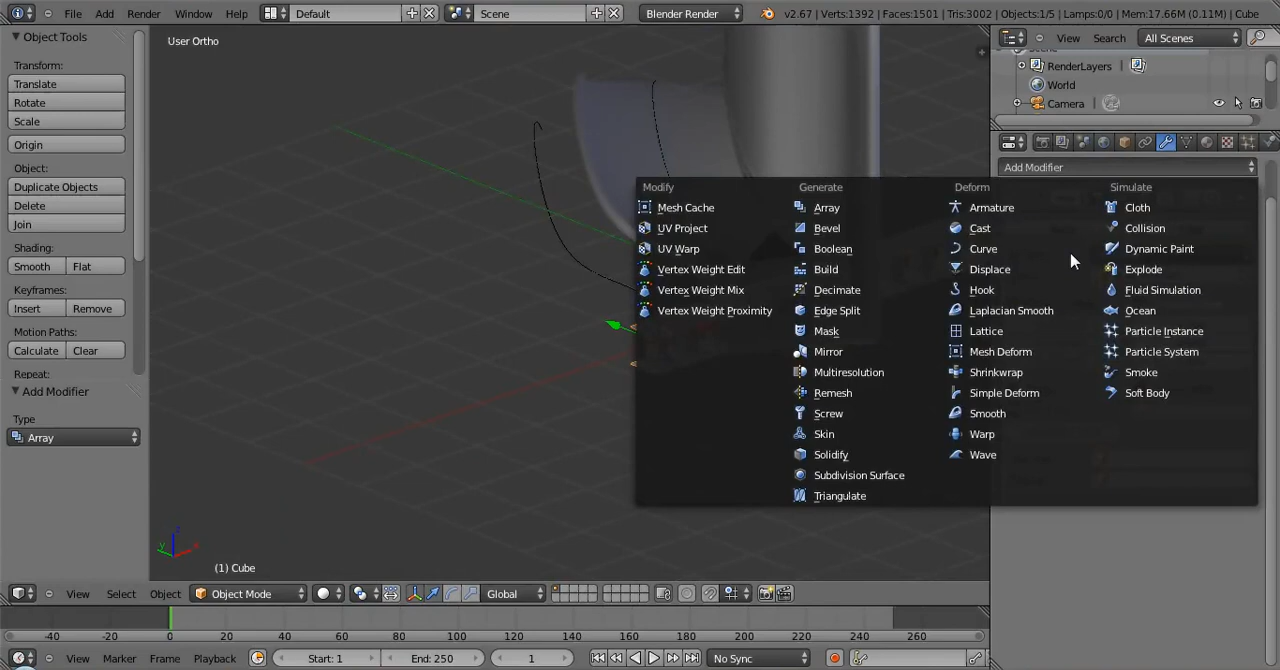 File Add Render Window Help Default Scene Blender Render v2.67 | Verts:1392 | Faces:1501 | Tris:3002 | Objects:1/5 | Lamps:0/0 | Mem:17.66M (0.11M) | Cube
Object Tools
Transform:
Translate
Rotate
Scale
Origin
Object:
Duplicate Objects
Delete
Join
Shading:
Smooth Flat
Keyframes:
Insert Remove
Motion Paths:
Calculate Clear
Repeat:
Add Modifier
Type
Array
User Ortho
Modify
Mesh Cache
UV Project
UV Warp
Vertex Weight Edit
Vertex Weight Mix
Vertex Weight Proximity
Generate
Array
Bevel
Boolean
Build
Decimate
Edge Split
Mask
Mirror
Multiresolution
Remesh
Screw
Skin
Solidify
Subdivision Surface
Triangulate
Deform
Armature
Cast
Curve
Displace
Hook
Laplacian Smooth
Lattice
Mesh Deform
Shrinkwrap
Simple Deform
Smooth
Warp
Wave
Simulate
Cloth
Collision
Dynamic Paint
Explode
Fluid Simulation
Ocean
Particle Instance
Particle System
Smoke
Soft Body
View Search All Scenes
RenderLayers
World
Camera
Add Modifier
z
y x
(1) Cube
View Select Object Object Mode Global
-40 -20 0 20 40 60 80 100 120 140 160 180 200 220 240 260
View Marker Frame Playback Start: 1 End: 250 1 No Sync